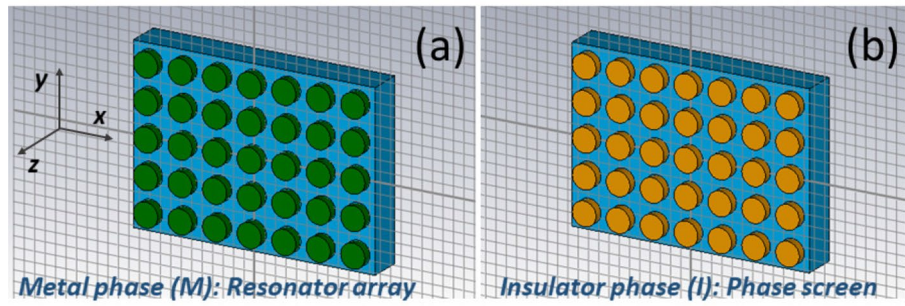 (a)
y
x
z
Metal phase (M): Resonator array
(b)
Insulator phase (I): Phase screen